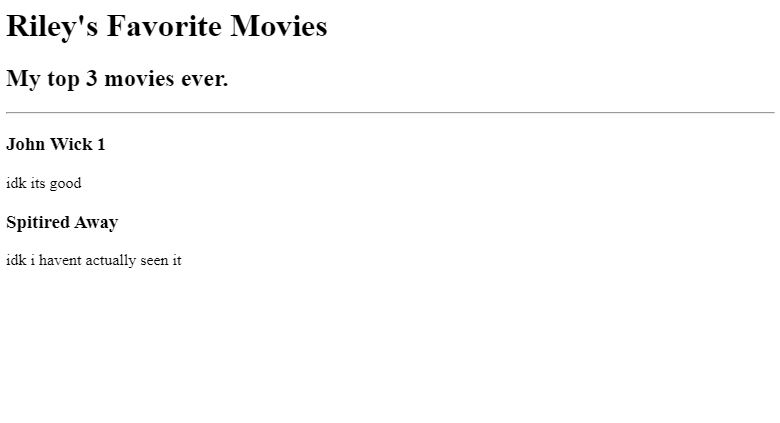 Riley's Favorite Movies
My top 3 movies ever.
John Wick 1
idk its good
Spitired Away
idk i havent actually seen it